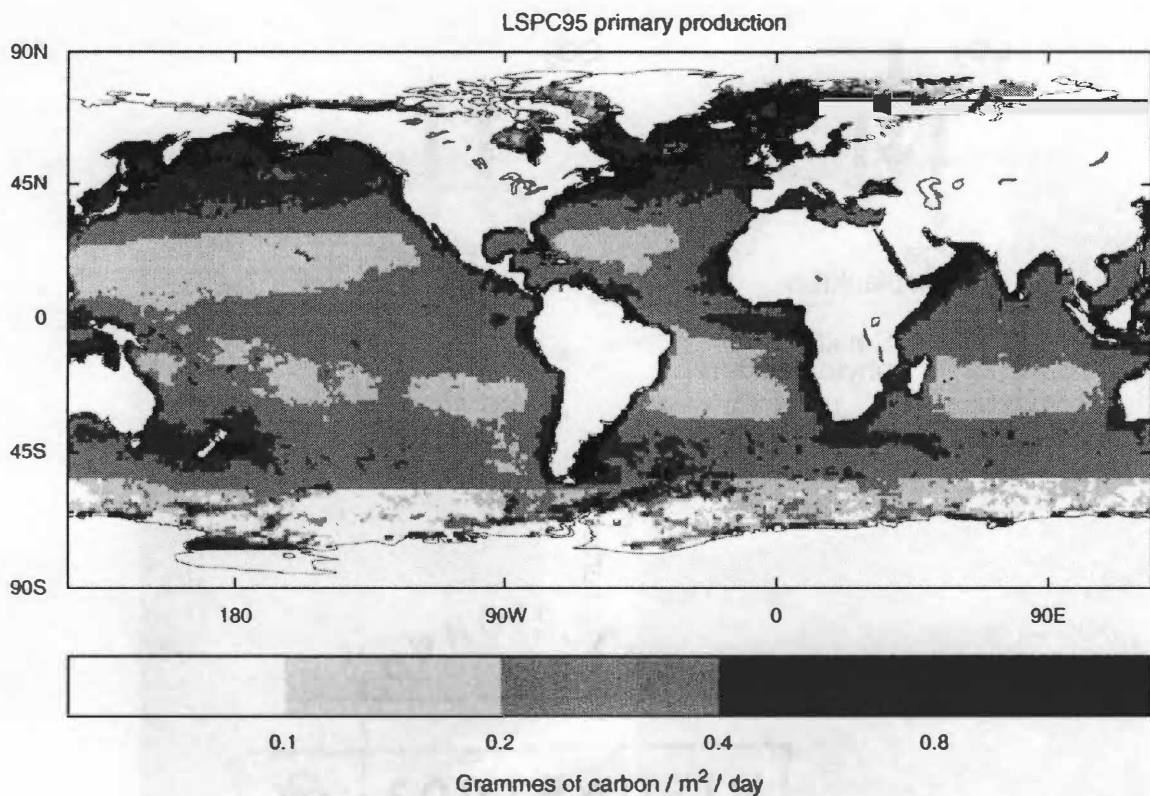 LSPC95 primary production
90N
45N
0
45S
90S
180
90W
0
90E
0.1
0.2
0.4
0.8
Grammes of carbon / m² / day